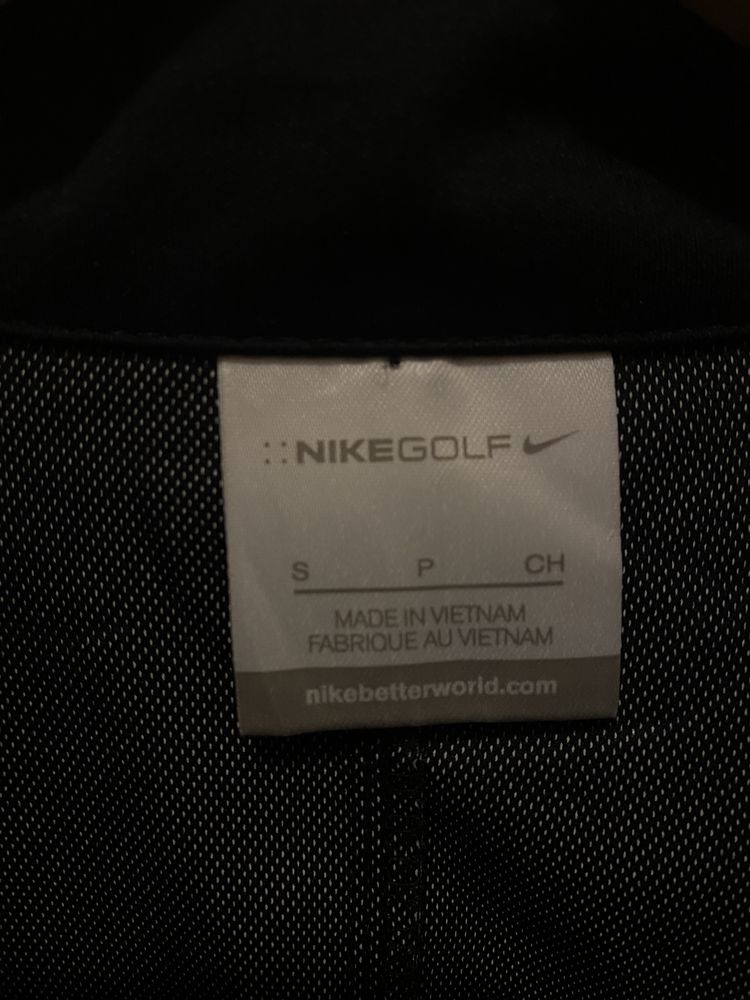 NIKEGOLF
S P CH
MADE IN VIETNAM
FABRIQUE AU VIETNAM
nikebetterworld.com